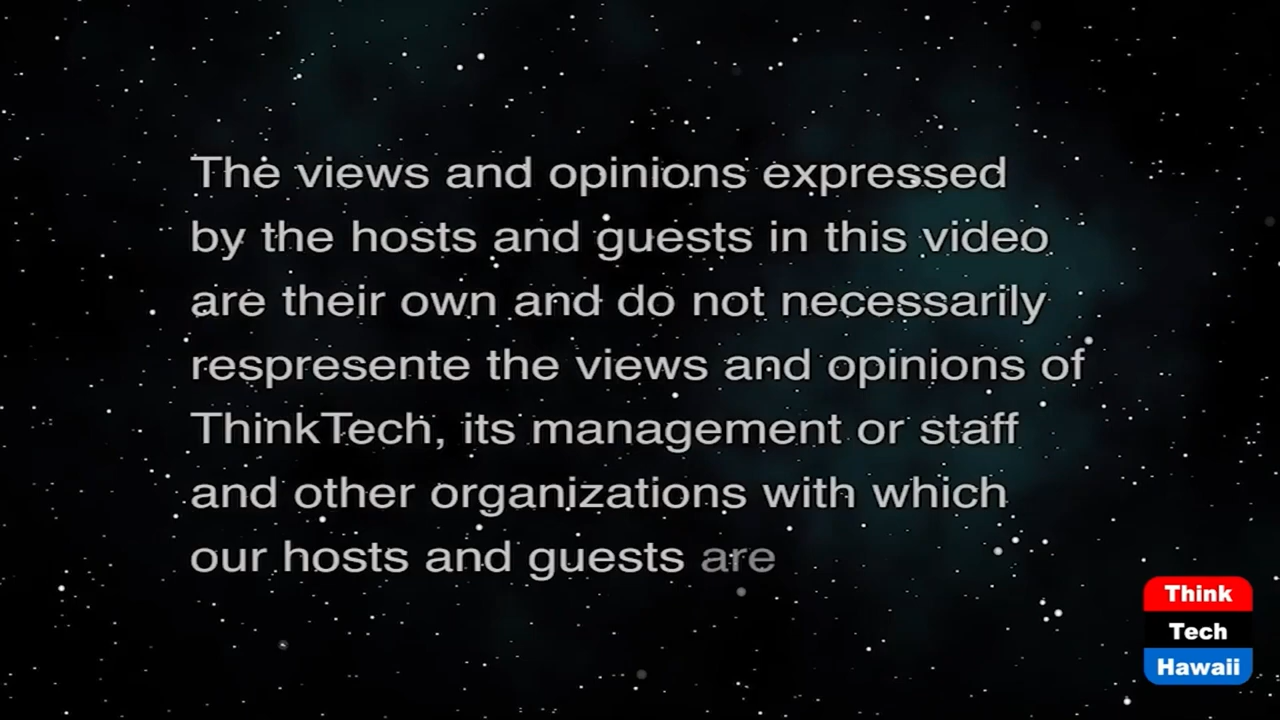 The views and opinions expressed
by the hosts and guests in this video
are their own and do not necessarily
respresente the views and opinions of
ThinkTech, its management or staff
and other organizations with which
our hosts and guests are
Think
Tech
Hawaii